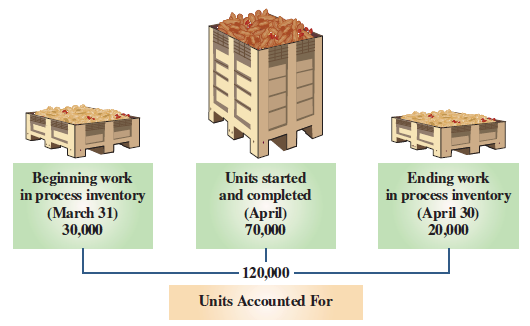 Beginning work
in process inventory
(March 31)
30,000
Units started
and completed
(April)
70,000
Ending work
in process inventory
(April 30)
20,000
120,000
Units Accounted For